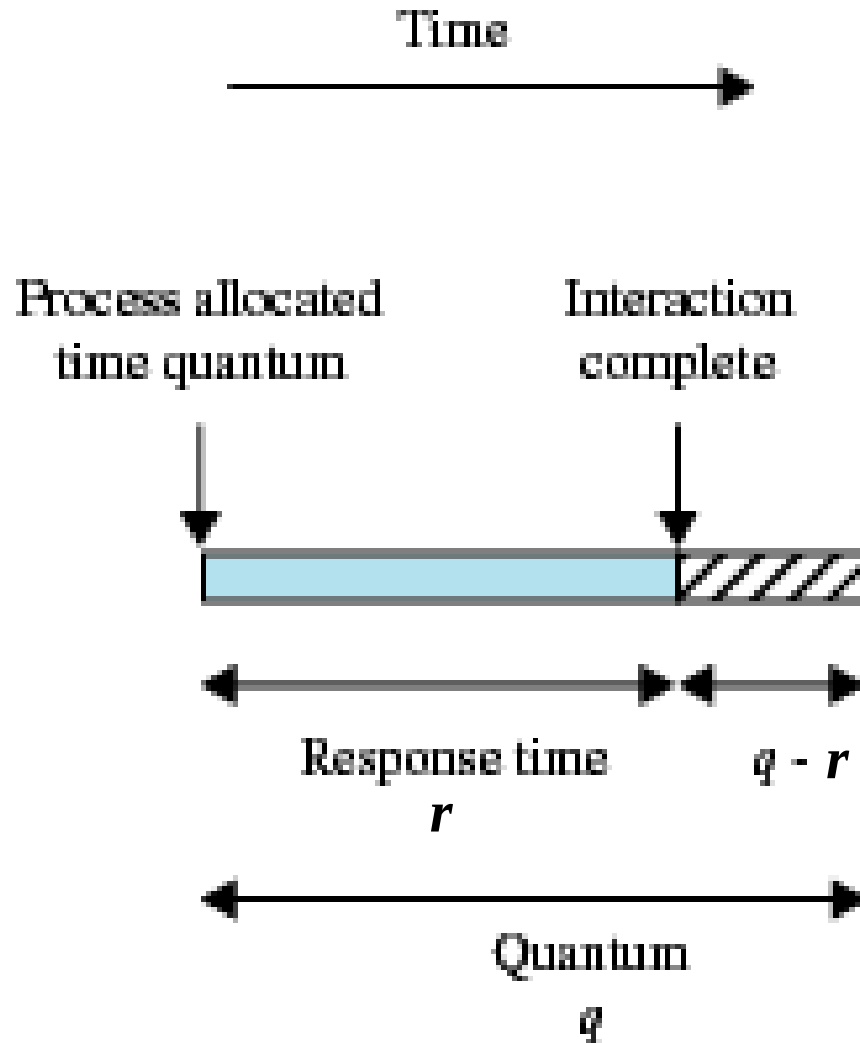 Time
Process allocated
time quantum
Interaction
complete
Response time
r
q - r
Quantum
q